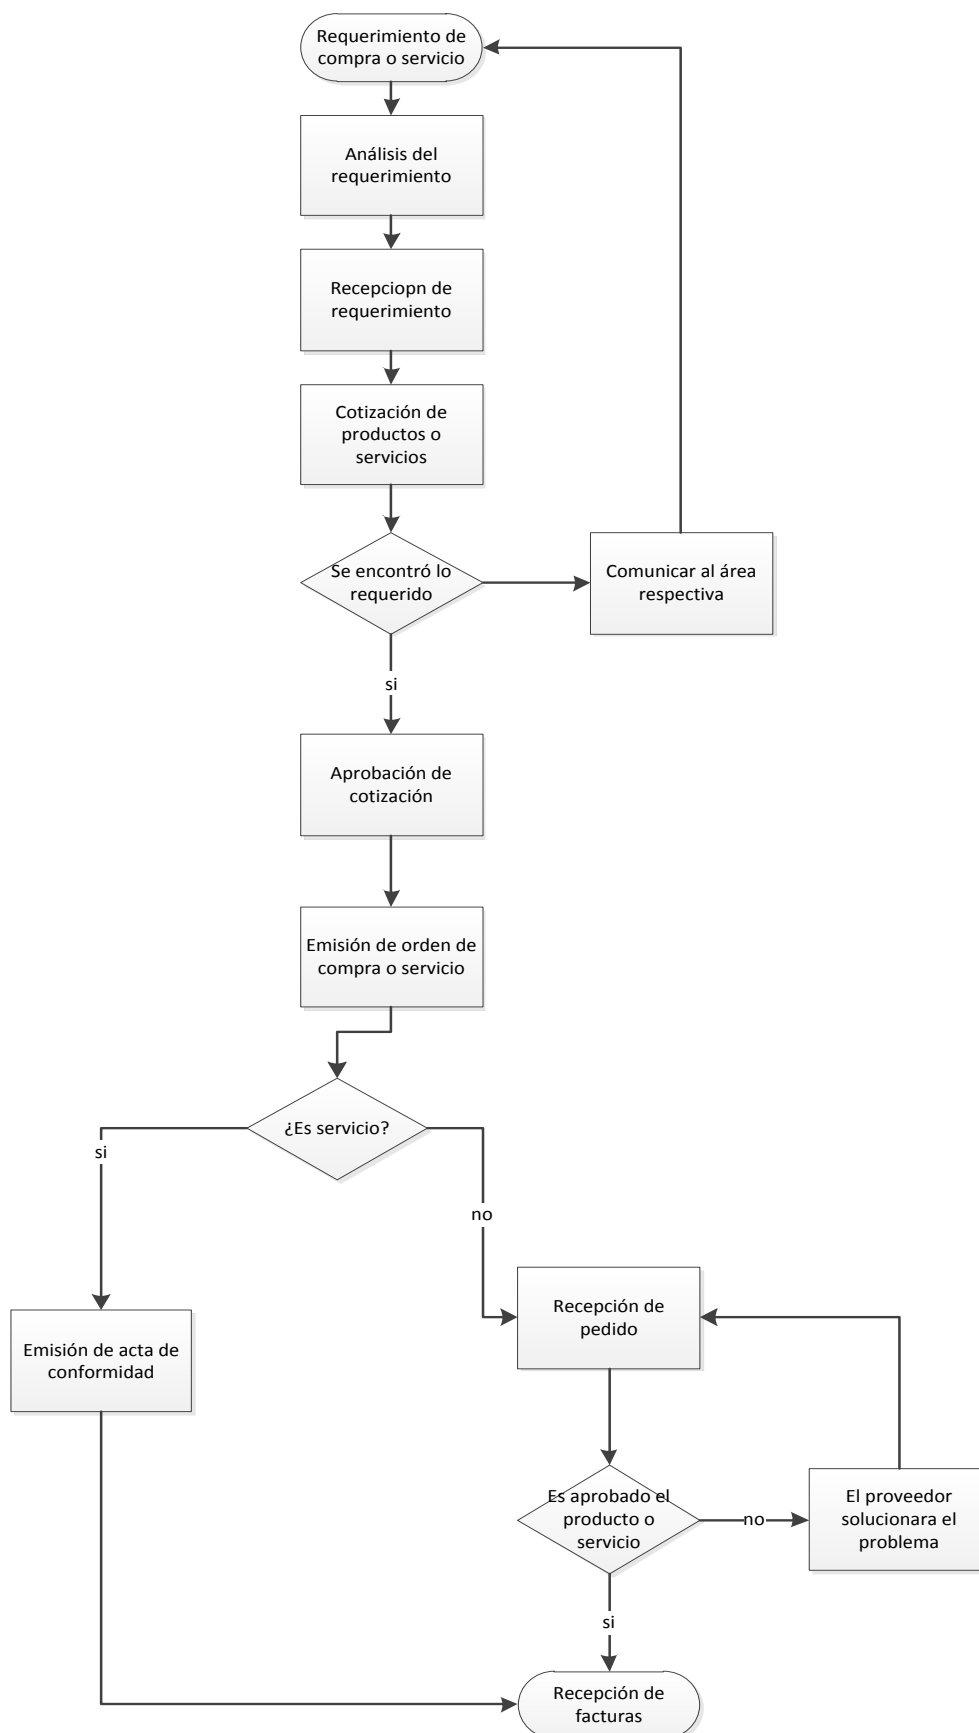 Requerimiento de
compra o servicio
Análisis del
requerimiento
Recepciopn de
requerimiento
Cotización de
productos o
servicios
Se encontró lo
requerido
Comunicar al área
respectiva
si
Aprobación de
cotización
Emisión de orden de
compra o servicio
¿Es servicio?
si
no
Recepción de
pedido
Emisión de acta de
conformidad
Es aprobado el
producto o
servicio
no
El proveedor
solucionara el
problema
si
Recepción de
facturas